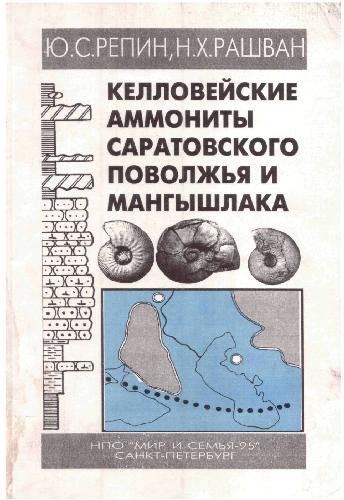 Ю.С.РЕПИН, Н.Х.РАШВАН
КЕЛЛОВЕЙСКИЕ
АММОНИТЫ
САРАТОВСКОГО
ПОВОЛЖЬЯ И
МАНГЫШЛАКА
НПО "МИР И СЕМЬЯ-95"
САНКТ-ПЕТЕРБУРГ